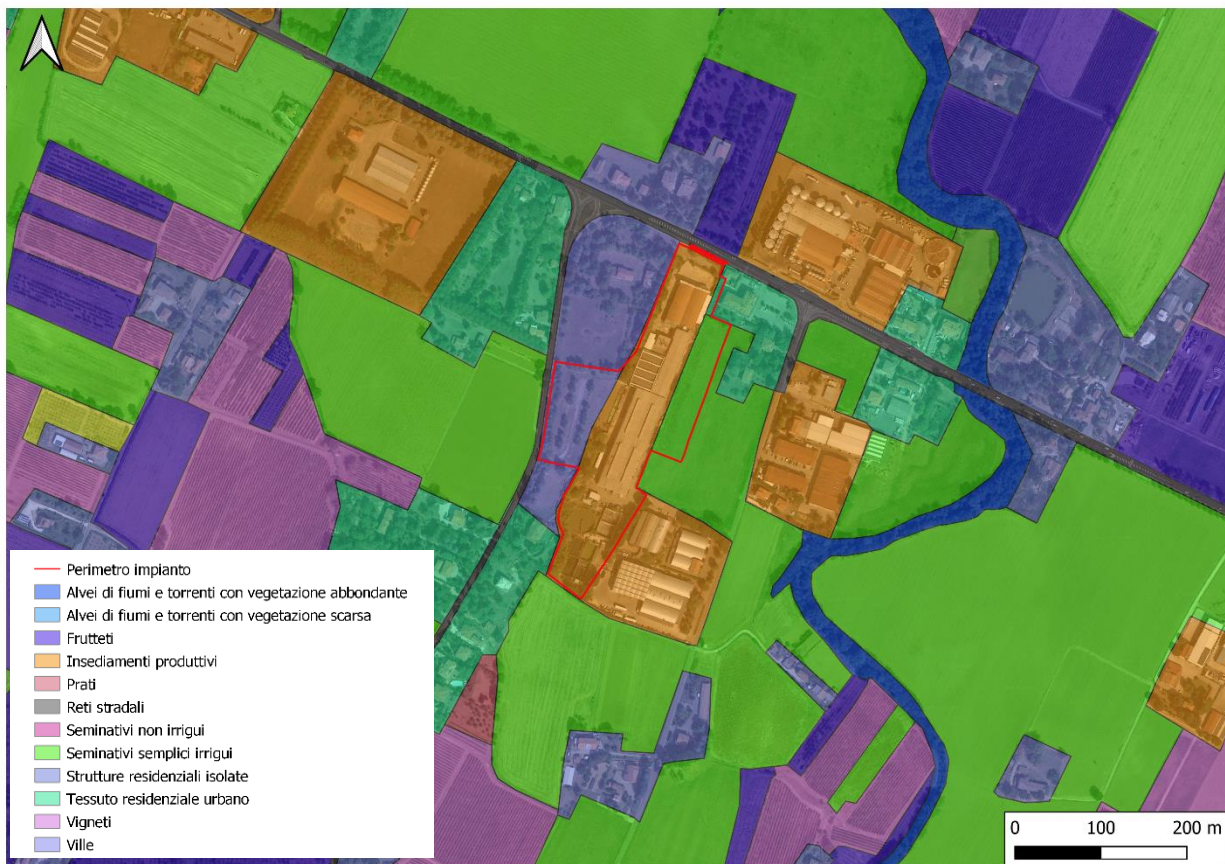 Perimetro impianto
Alvei di fiumi e torrenti con vegetazione abbondante
Alvei di fiumi e torrenti con vegetazione scarsa
Frutteti
Insediamenti produttivi
Prati
Reti stradali
Seminativi non irrigui
Seminativi semplici irrigui
Strutture residenziali isolate
Tessuto residenziale urbano
Vigneti
Ville
0 100 200 m